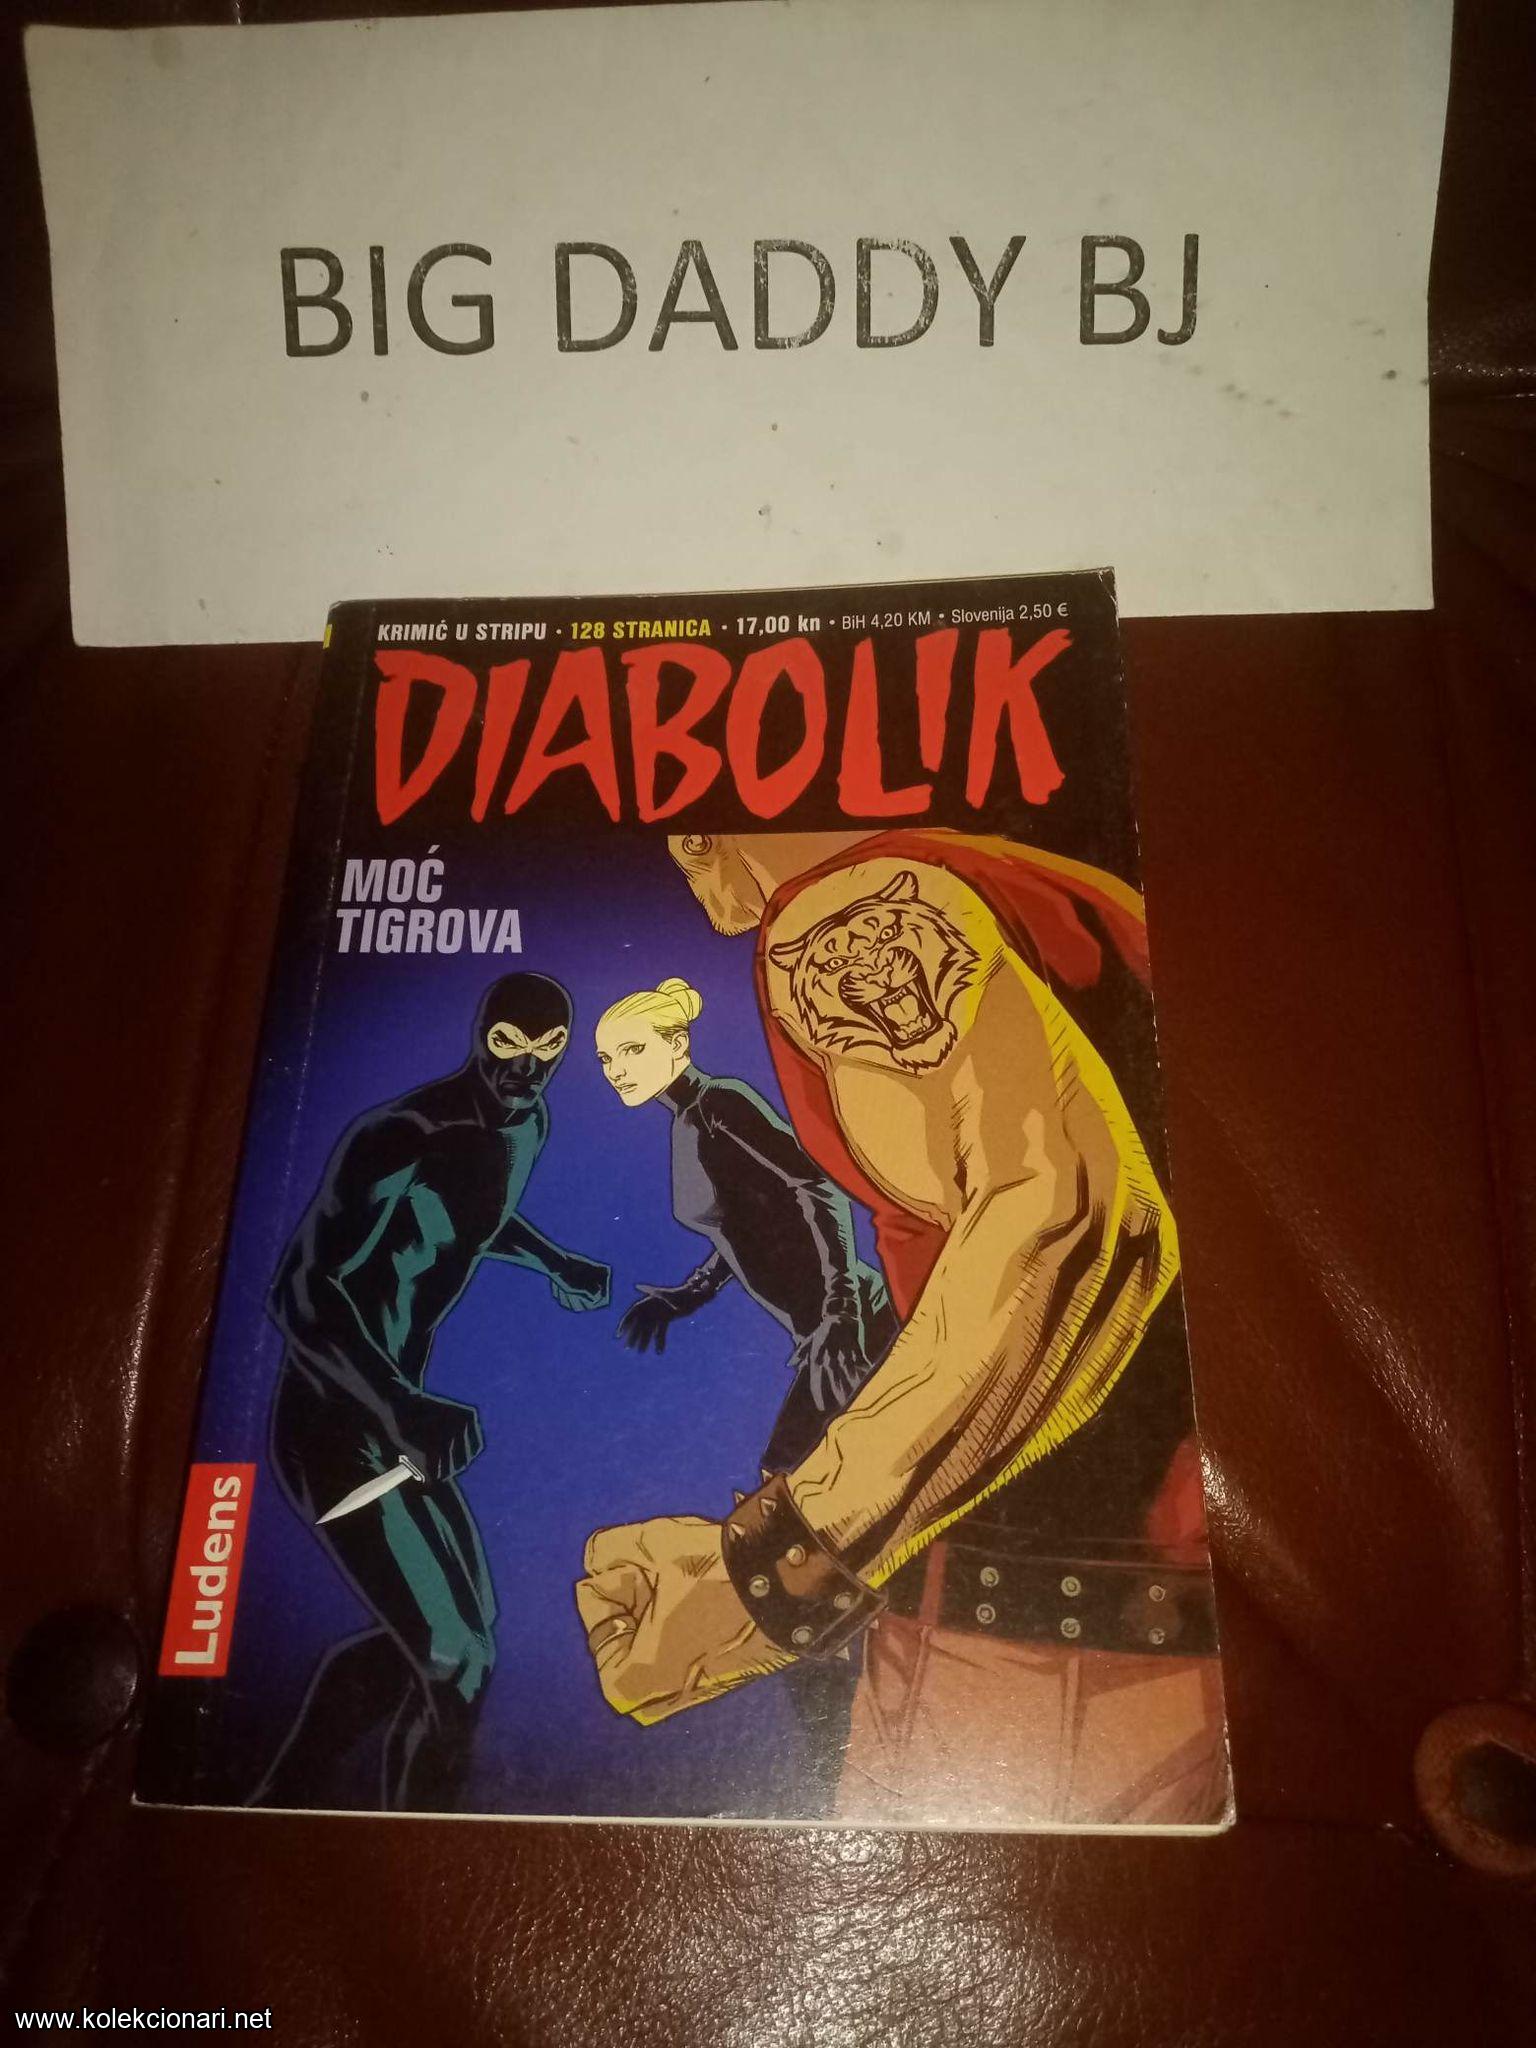 BIG DADDY BJ
KRIMIĆ U STRIPU · 128 STRANICA · 17,00 kn · BiH 4,20 KM · Slovenija 2,50 €
DIABOLIK
MOĆ
TIGROVA
Ludens
www.kolekcionari.net